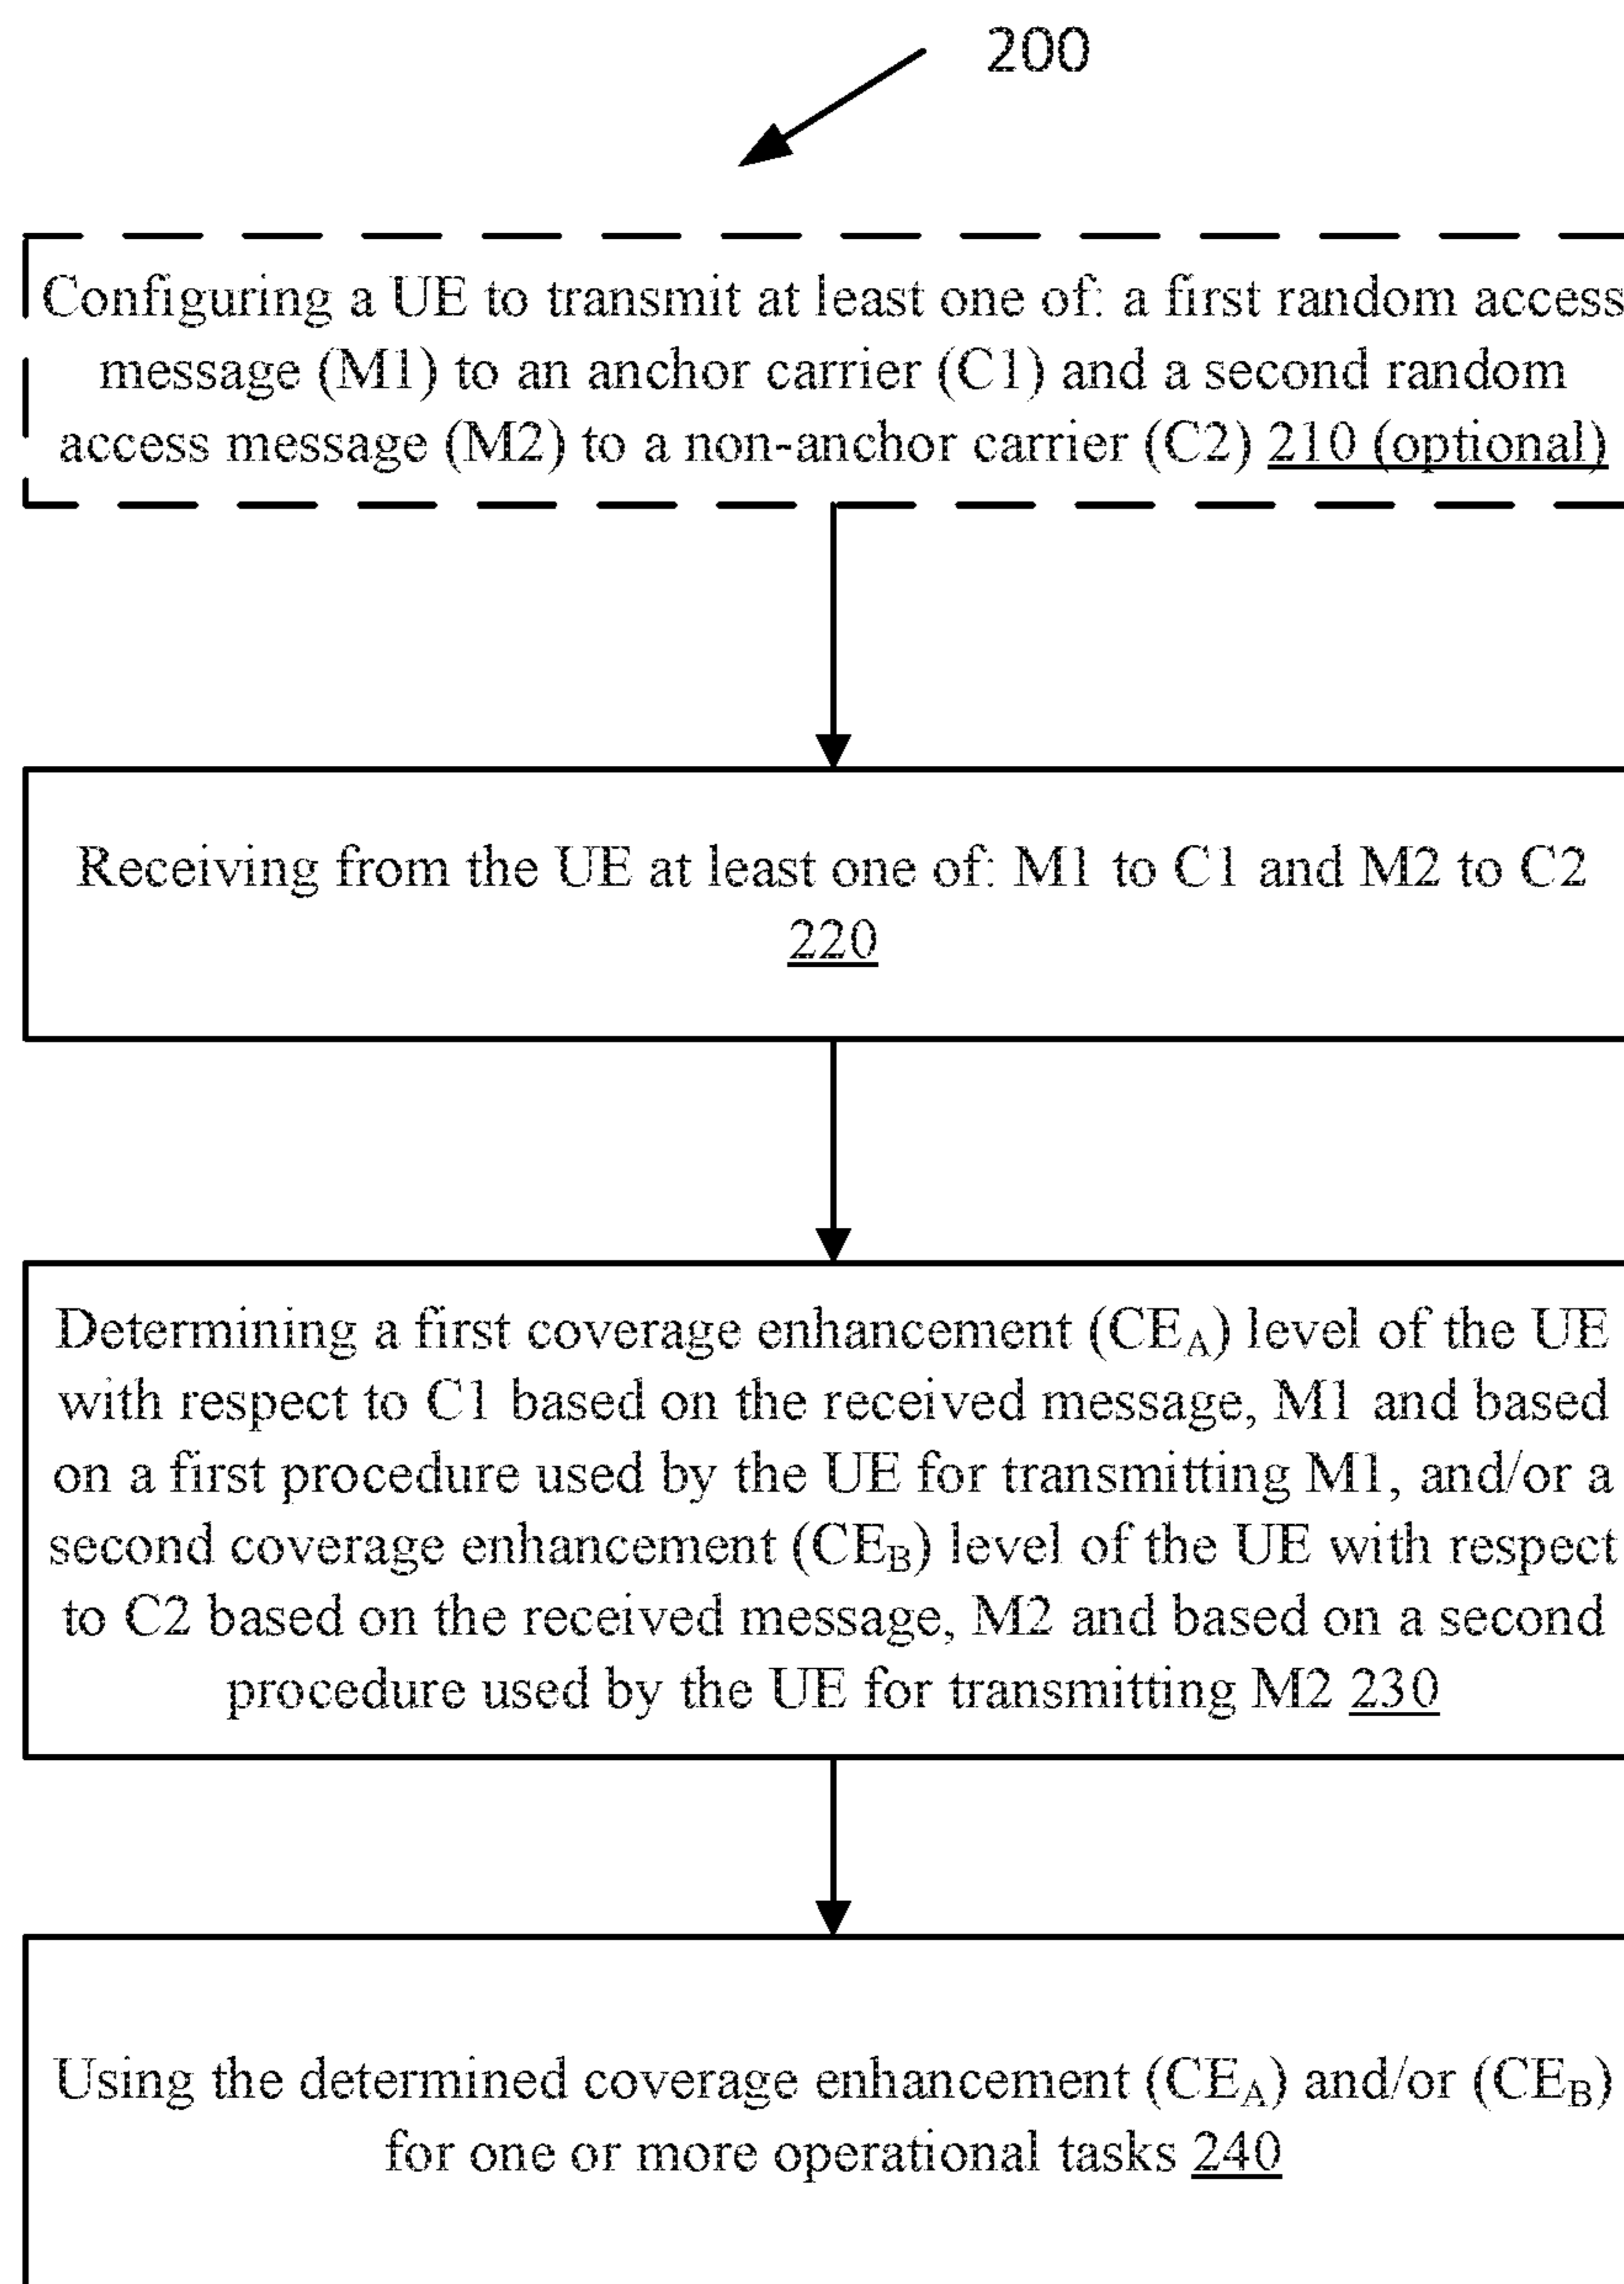 200
Configuring a UE to transmit at least one of: a first random access
message (M1) to an anchor carrier (C1) and a second random
access message (M2) to a non-anchor carrier (C2) 210 (optional)
Receiving from the UE at least one of: M1 to C1 and M2 to C2
220
Determining a first coverage enhancement (CE_A) level of the UE
with respect to C1 based on the received message, M1 and based
on a first procedure used by the UE for transmitting M1, and/or a
second coverage enhancement (CE_B) level of the UE with respect
to C2 based on the received message, M2 and based on a second
procedure used by the UE for transmitting M2 230
Using the determined coverage enhancement (CE_A) and/or (CE_B)
for one or more operational tasks 240